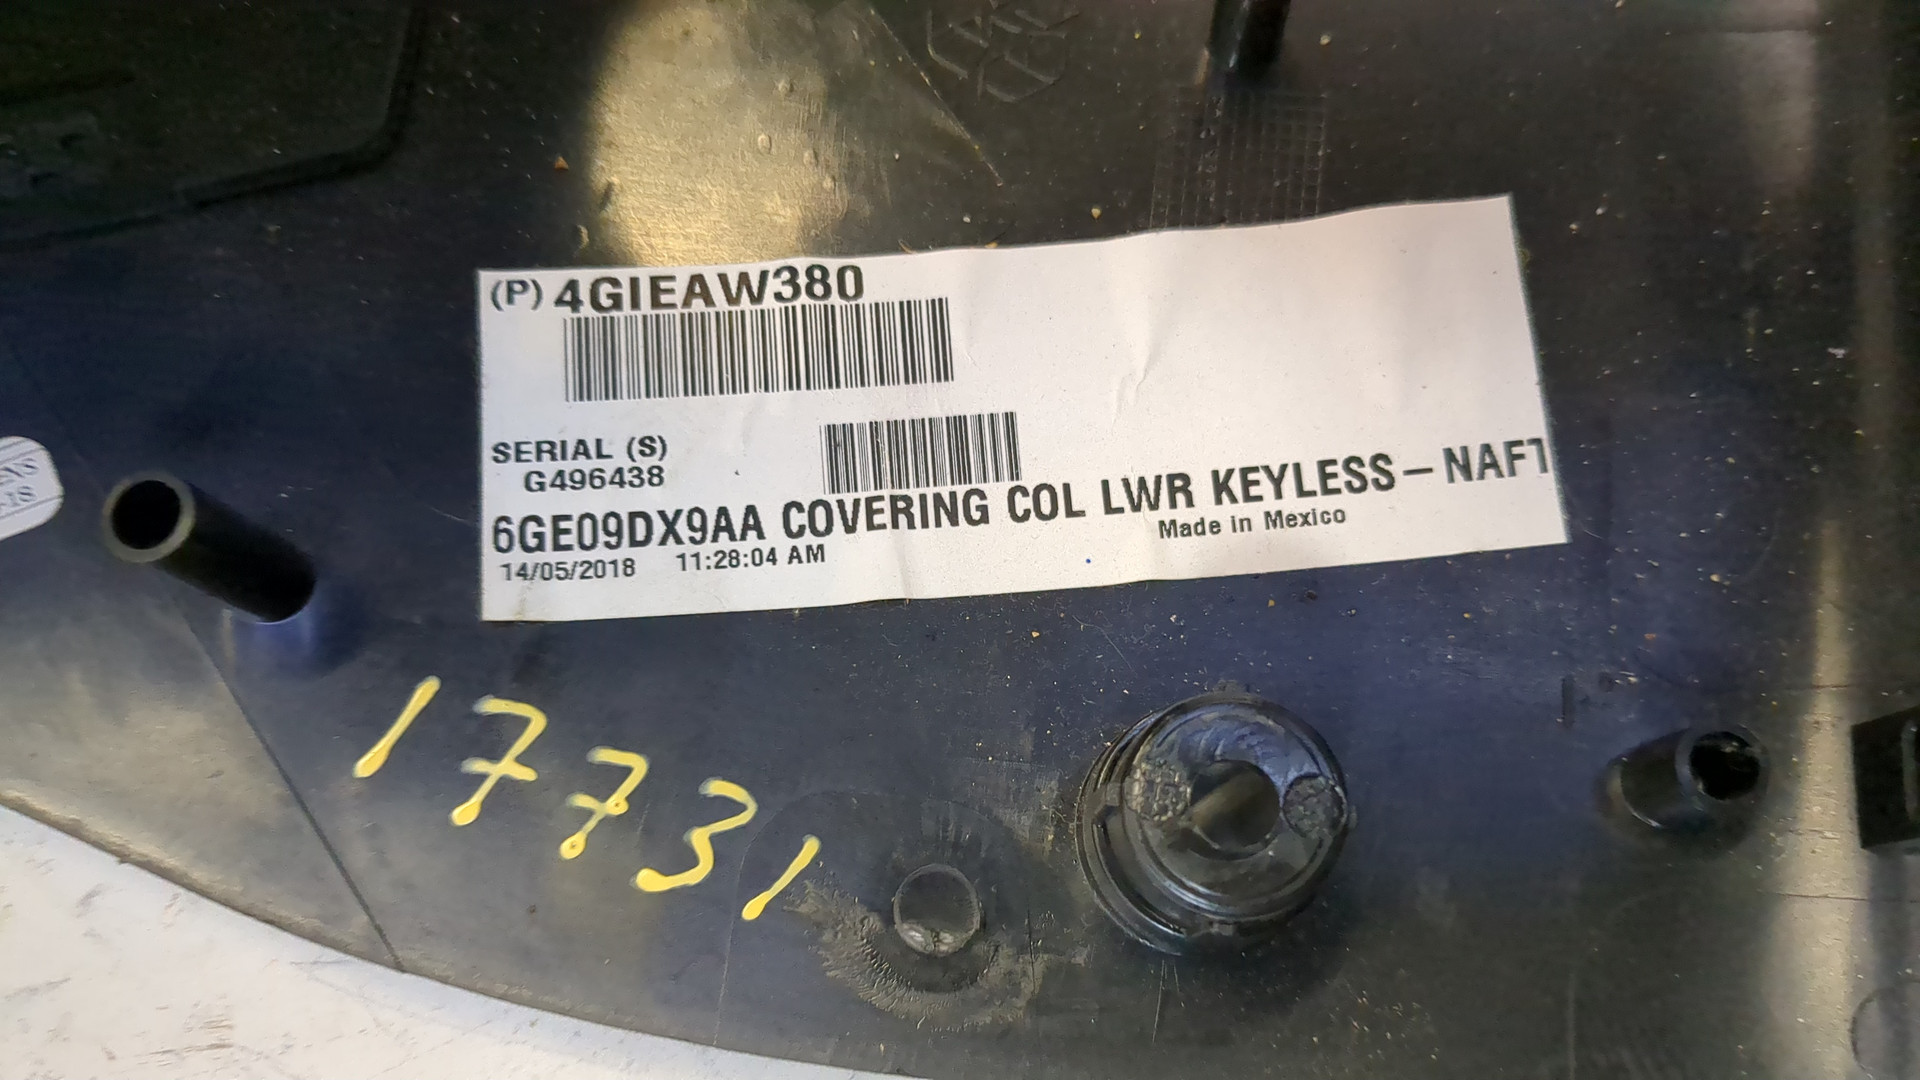 (P) 4GIEAW380
SERIAL (S)
G496438
6GE09DX9AA COVERING COL LWR KEYLESS - NAFT
14/05/2018 11:28:04 AM
Made in Mexico
17731